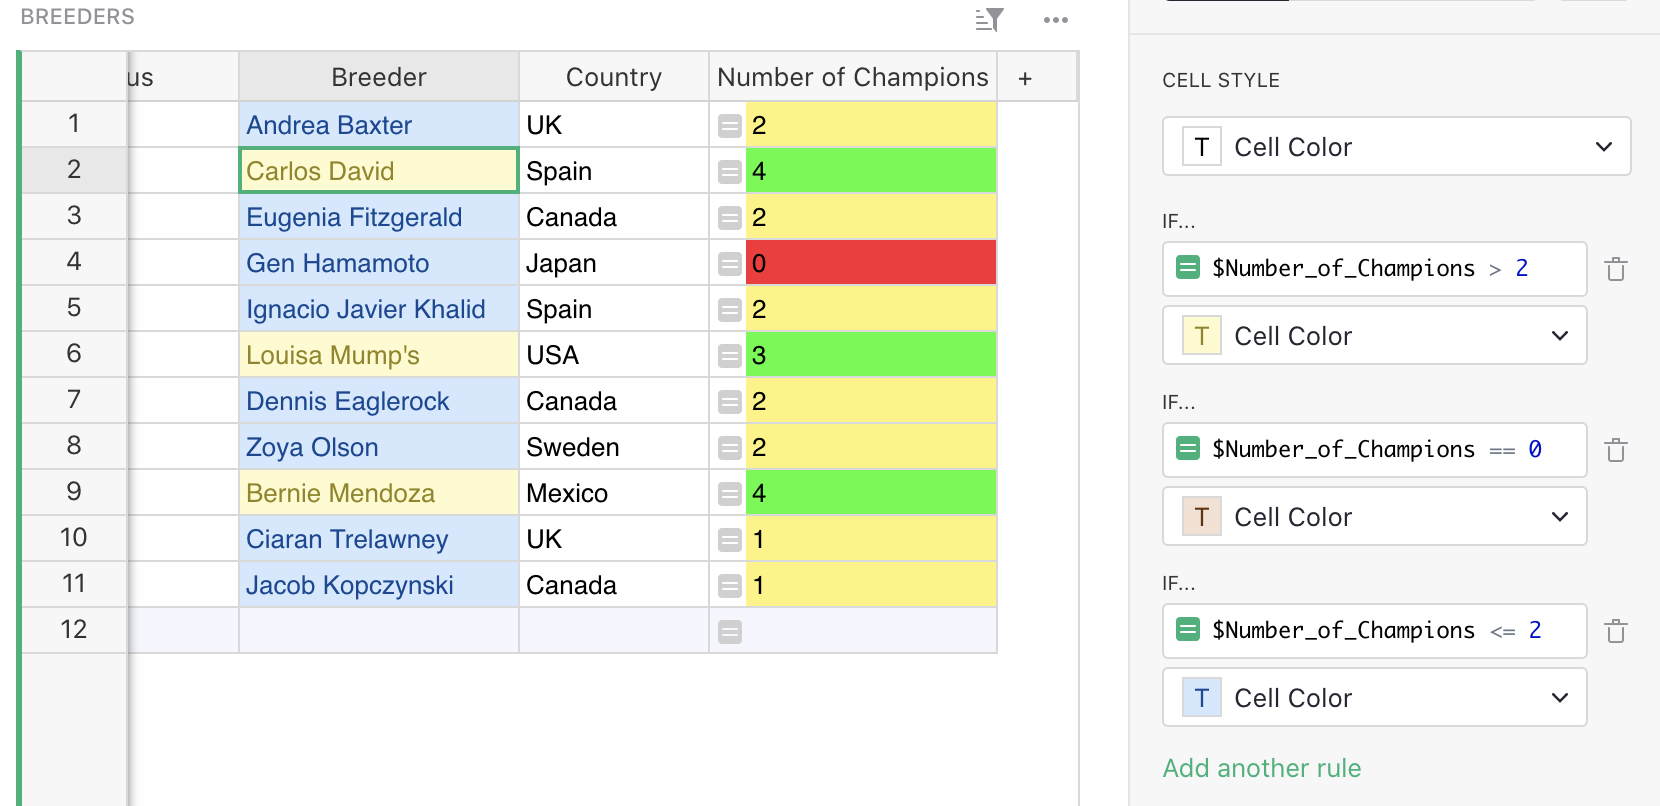 BREEDERS
us Breeder Country Number of Champions +
1 Andrea Baxter UK 2
2 Carlos David Spain 4
3 Eugenia Fitzgerald Canada 2
4 Gen Hamamoto Japan 0
5 Ignacio Javier Khalid Spain 2
6 Louisa Mump's USA 3
7 Dennis Eaglerock Canada 2
8 Zoya Olson Sweden 2
9 Bernie Mendoza Mexico 4
10 Ciaran Trelawney UK 1
11 Jacob Kopczynski Canada 1
12
CELL STYLE
T Cell Color
IF...
$Number_of_Champions > 2
T Cell Color
IF...
$Number_of_Champions == 0
T Cell Color
IF...
$Number_of_Champions <= 2
T Cell Color
Add another rule